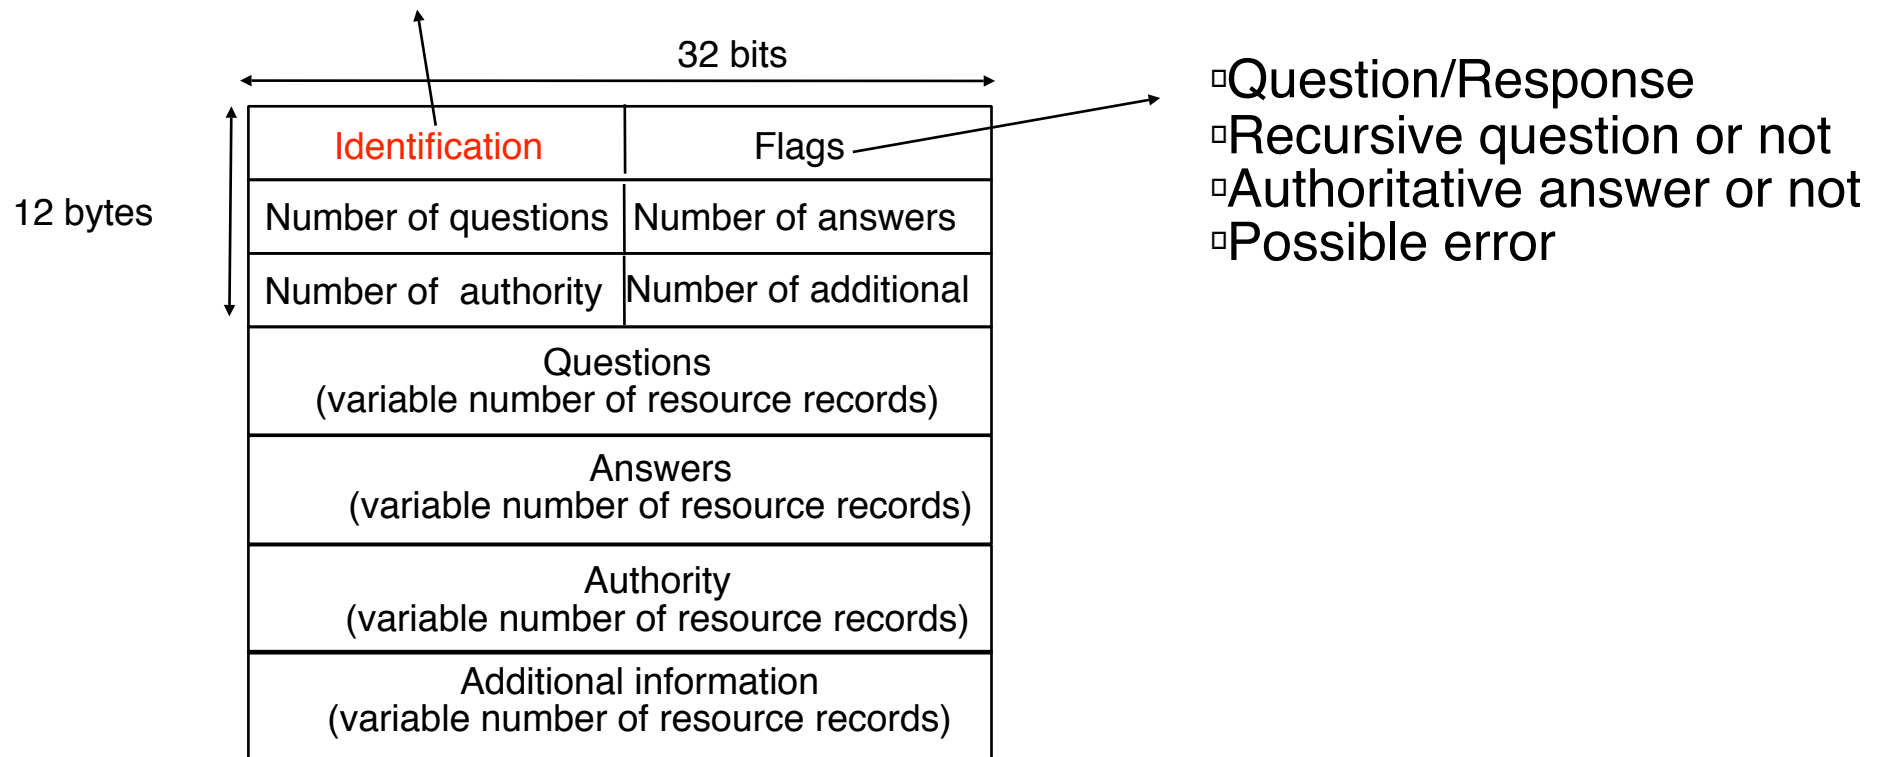 32 bits
12 bytes
Identification
Flags
Number of questions
Number of answers
Number of authority
Number of additional
Questions
(variable number of resource records)
Answers
(variable number of resource records)
Authority
(variable number of resource records)
Additional information
(variable number of resource records)
Question/Response
Recursive question or not
Authoritative answer or not
Possible error